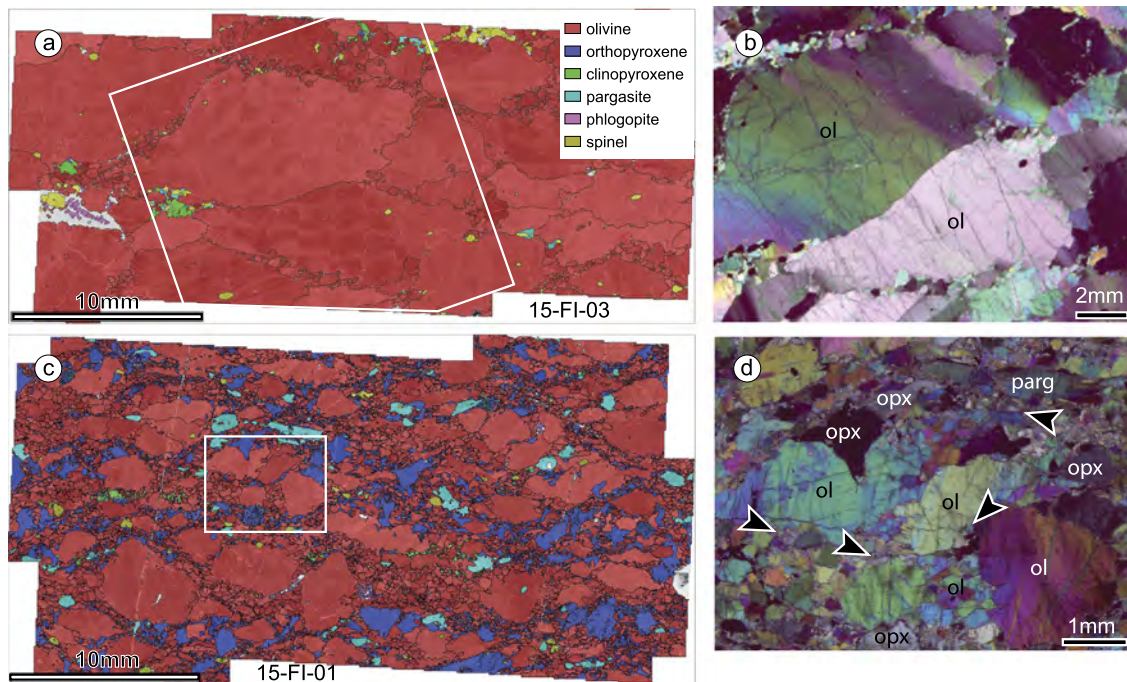 a
olivine
orthopyroxene
clinopyroxene
pargasite
phlogopite
spinel
10mm
15-FI-03
b
ol
ol
2mm
c
10mm
15-FI-01
d
parg
opx
opx
opx
ol
ol
ol
ol
opx
1mm